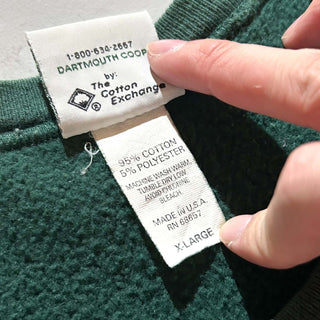 1-800-634-2667
DARTMOUTH COOP
by:
The
Cotton
Exchange
®
95% COTTON
5% POLYESTER
MACHINE WASH WARM
TUMBLE DRY LOW
AVOID CHLORINE
BLEACH
MADE IN U.S.A.
RN 68657
X-LARGE